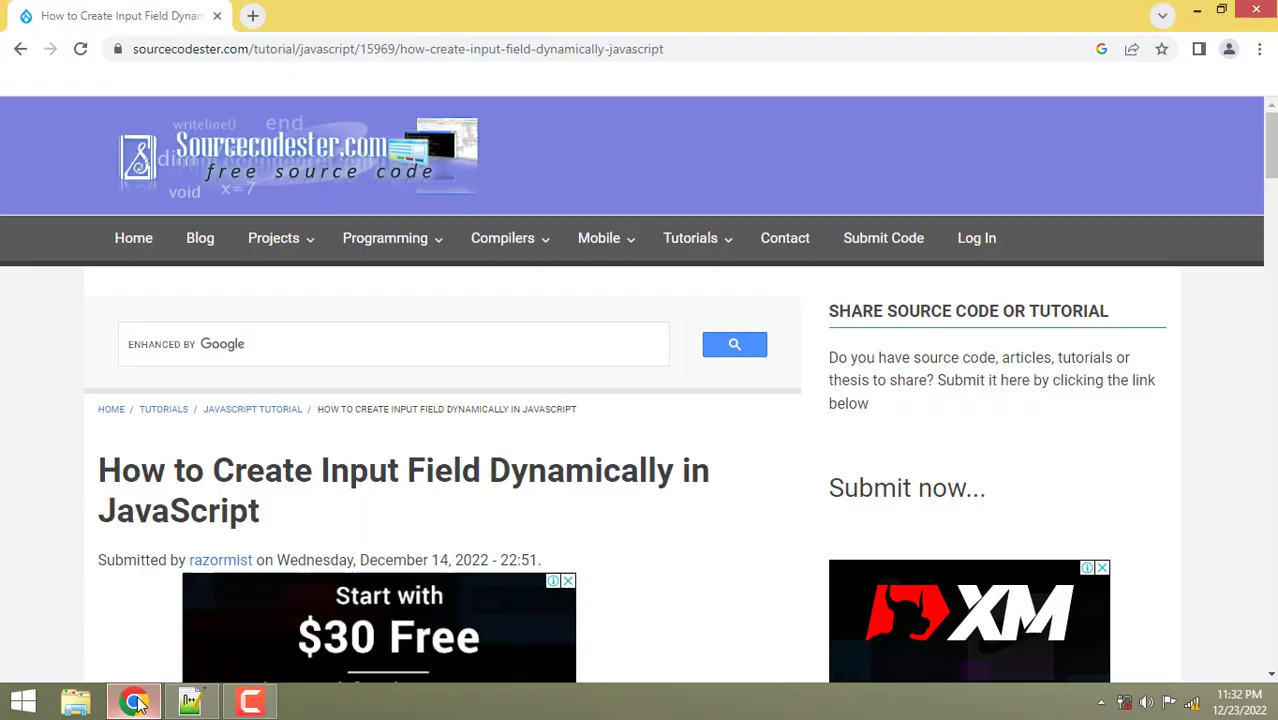 How to Create Input Field Dynam
sourcecodester.com/tutorial/javascript/15969/how-create-input-field-dynamically-javascript
writeline() end
Sourcecodester.com
dim
free source code
void x=7
Home Blog Projects Programming Compilers Mobile Tutorials Contact Submit Code Log In
ENHANCED BY Google
HOME / TUTORIALS / JAVASCRIPT TUTORIAL / HOW TO CREATE INPUT FIELD DYNAMICALLY IN JAVASCRIPT
How to Create Input Field Dynamically in
JavaScript
Submitted by razormist on Wednesday, December 14, 2022 - 22:51.
Start with
$30 Free
SHARE SOURCE CODE OR TUTORIAL
Do you have source code, articles, tutorials or
thesis to share? Submit it here by clicking the link
below
Submit now...
XM
11:32 PM
12/23/2022